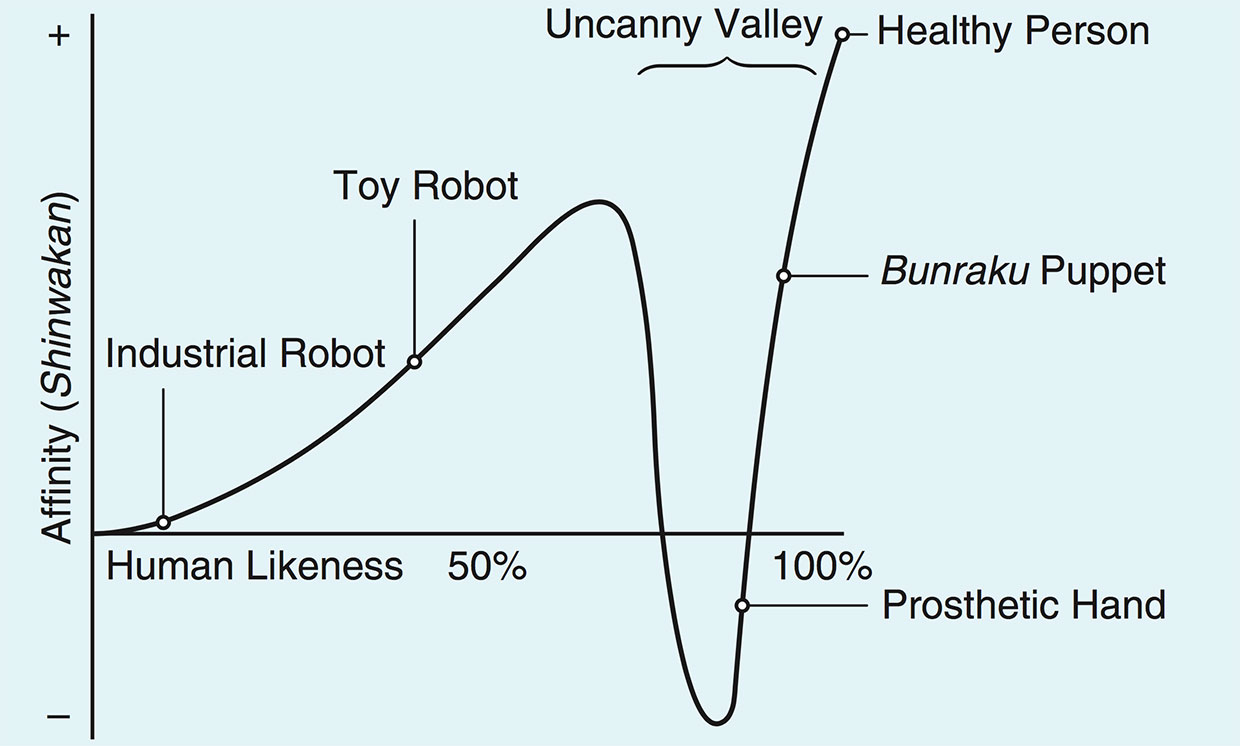 +
Uncanny Valley
Healthy Person
Toy Robot
Affinity (Shinwakan)
Bunraku Puppet
Industrial Robot
Human Likeness
50%
100%
Prosthetic Hand
–